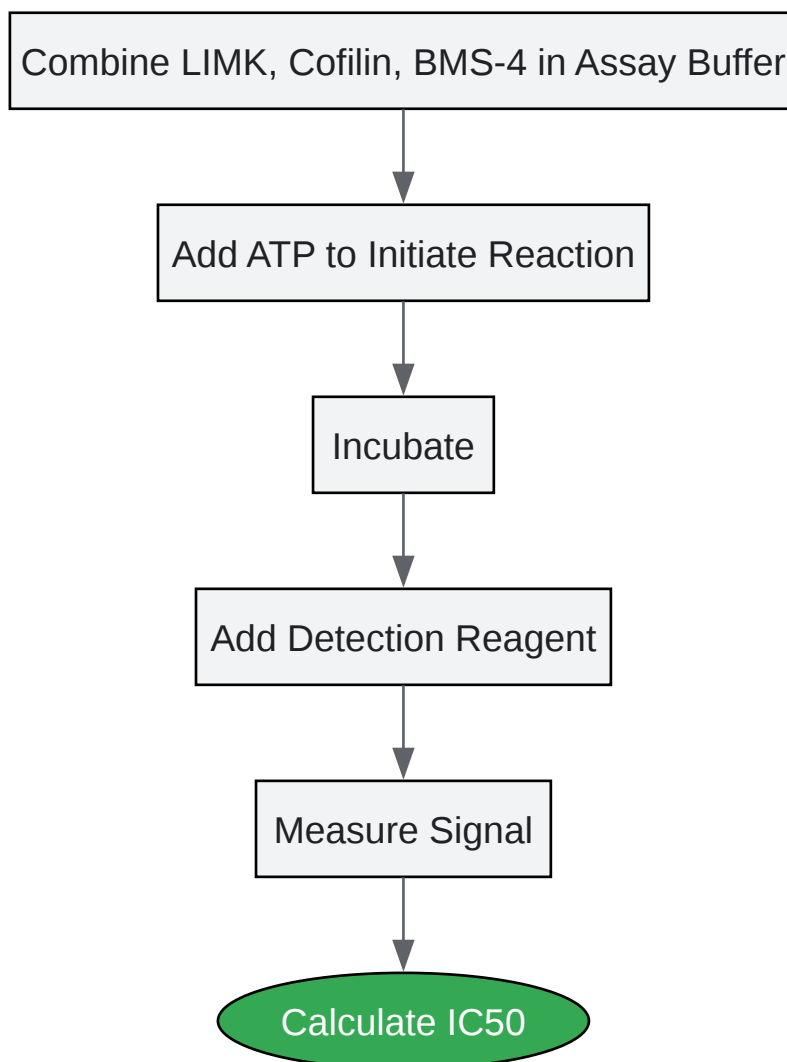 Combine LIMK, Cofilin, BMS-4 in Assay Buffer
Add ATP to Initiate Reaction
Incubate
Add Detection Reagent
Measure Signal
Calculate IC50